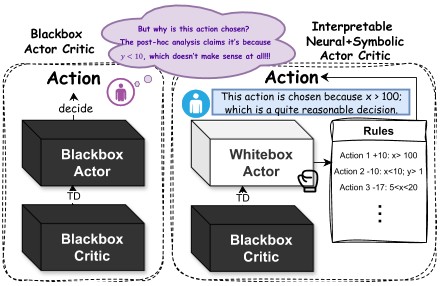 Blackbox
Actor Critic
But why is this action chosen?
The post-hoc analysis claims it's because
y < 10, which doesn't make sense at all!!!
Interpretable
Neural+Symbolic
Actor Critic
Action
decide
Blackbox
Actor
TD
Blackbox
Critic
Action
This action is chosen because x > 100;
which is a quite reasonable decision.
Whitebox
Actor
TD
Blackbox
Critic
Rules
Action 1 +10: x> 100
Action 2 -10: x<10; y> 1
Action 3 -17: 5<x<20